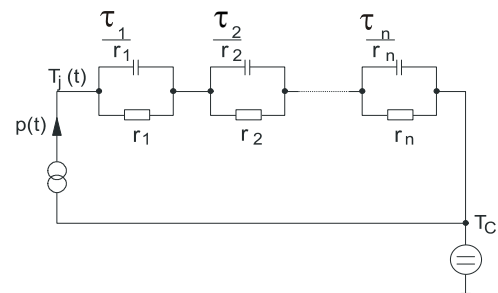 τ1 τ2 τn
r1 r2 rn
Tj(t)
p(t)
r1 r2 rn
TC